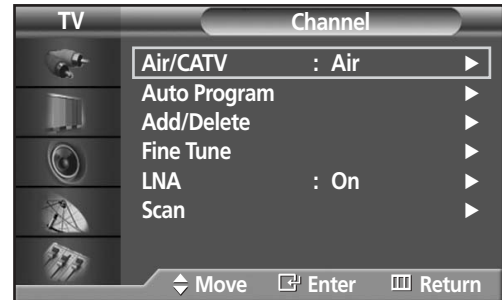 TV Channel
Air/CATV : Air
Auto Program
Add/Delete
Fine Tune
LNA : On
Scan
Move Enter Return